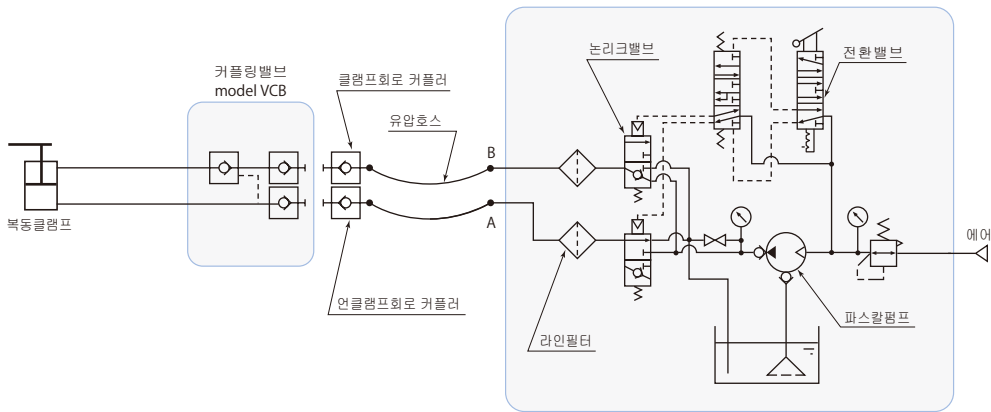 논리크밸브
전환밸브
커플링밸브
model VCB
클램프회로 커플러
유압호스
B
복동클램프
A
에어
언클램프회로 커플러
라인필터
파스칼펌프